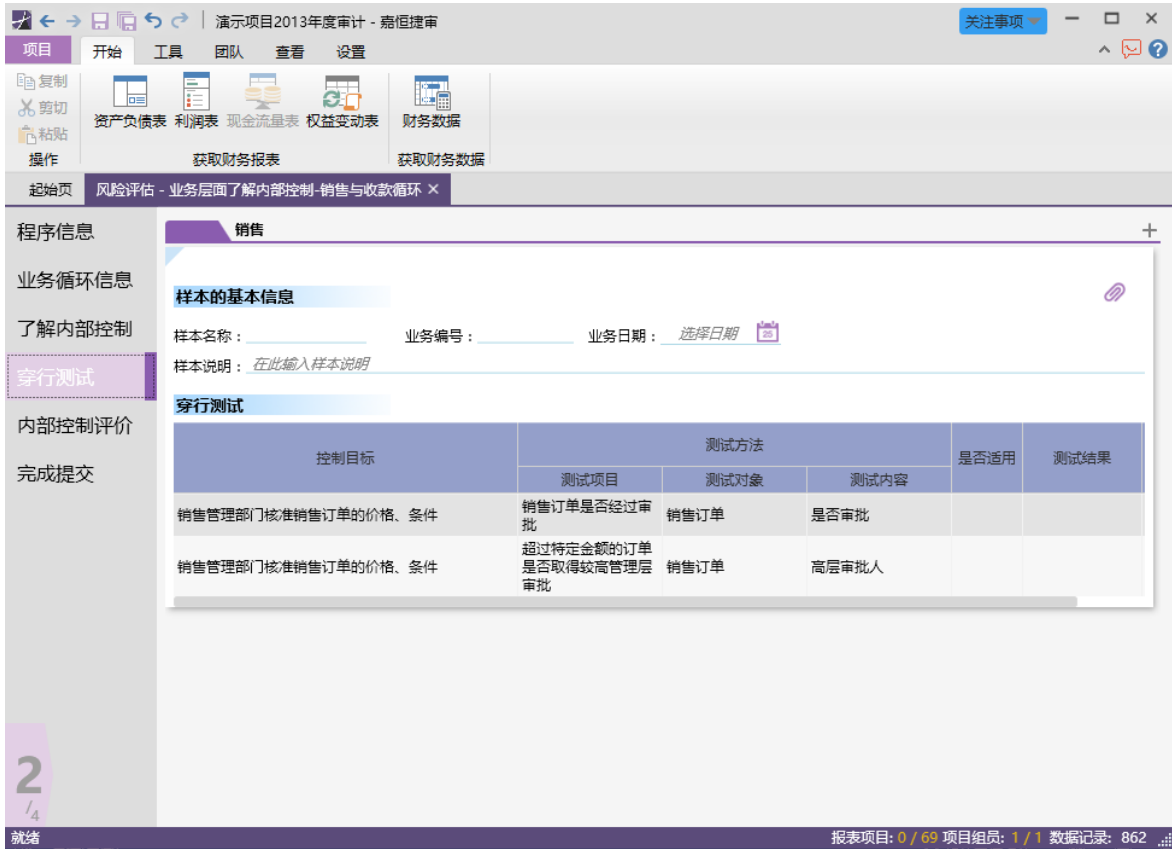 演示项目2013年度审计 - 嘉恒捷审
关注事项
项目 开始 工具 团队 查看 设置
复制
剪切
粘贴
资产负债表 利润表 现金流量表 权益变动表 财务数据
操作 获取财务报表 获取财务数据
起始页 风险评估 - 业务层面了解内部控制-销售与收款循环
程序信息
业务循环信息
了解内部控制
穿行测试
内部控制评价
完成提交
销售
样本的基本信息
样本名称： 业务编号： 业务日期： 选择日期 25
样本说明： 在此输入样本说明
穿行测试
控制目标 测试方法 是否适用 测试结果
测试项目 测试对象 测试内容
销售管理部门核准销售订单的价格、条件 销售订单是否经过审
批 销售订单 是否审批
销售管理部门核准销售订单的价格、条件 超过特定金额的订单
是否取得较高管理层
审批 销售订单 高层审批人
2
/4
就绪
报表项目: 0 / 69 项目组员: 1 / 1 数据记录: 862